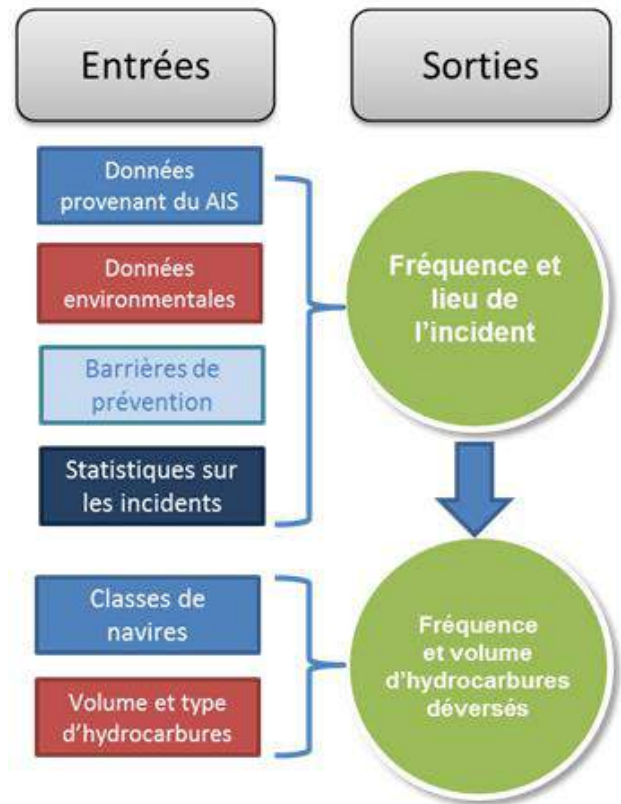 Entrées
Sorties
Données
provenant du AIS
Données
environmentales
Barrières de
prévention
Statistiques sur
les incidents
Fréquence et
lieu de
l'incident
Classes de
navires
Volume et type
d'hydrocarbures
Fréquence
et volume
d'hydrocarbures
déversés